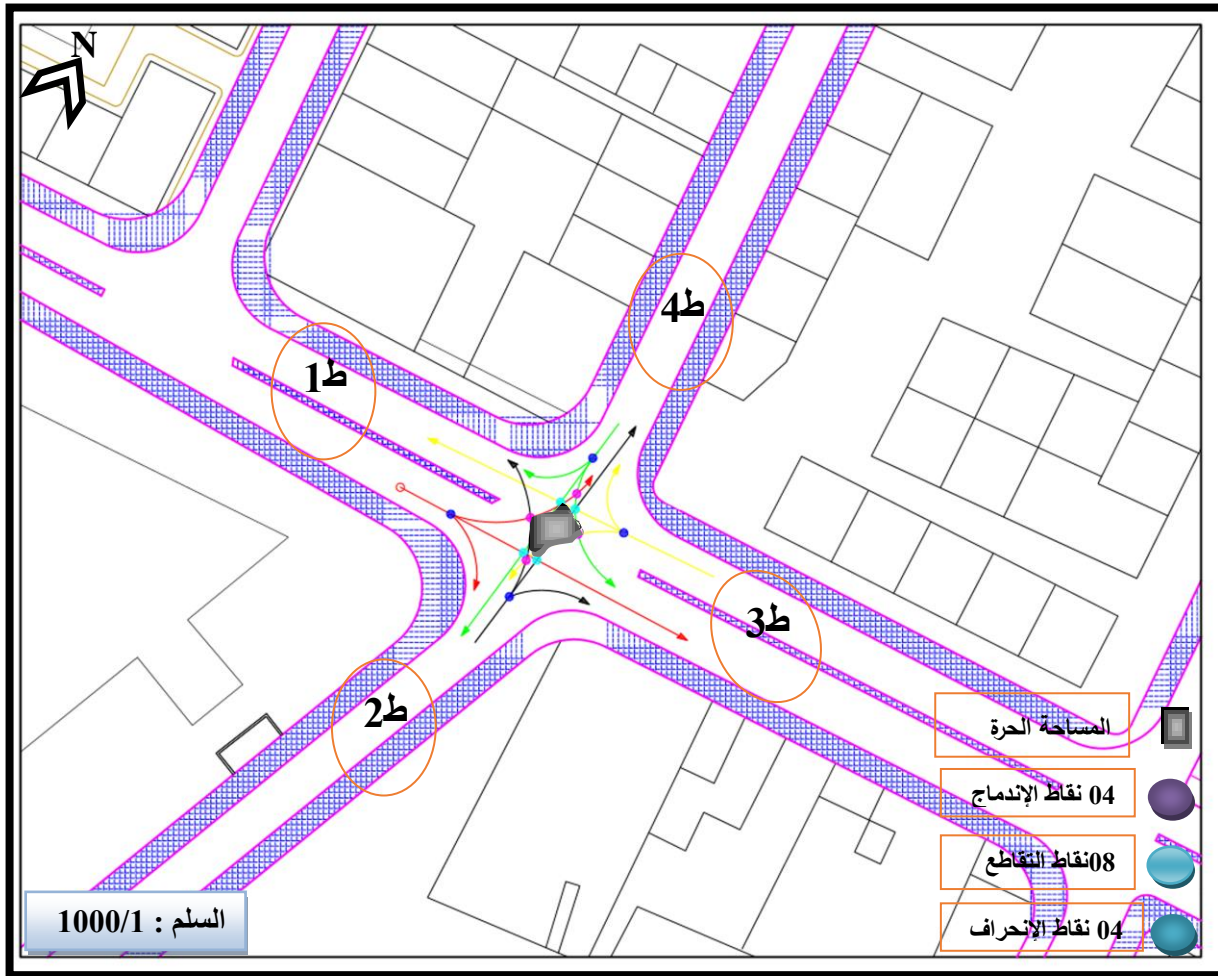 N
ط4
ط1
ط3
ط2
المساحة الحرة
04 نقاط الإندماج
08نقاط التقاطع
04 نقاط الإنحراف
السلم : 1000/1